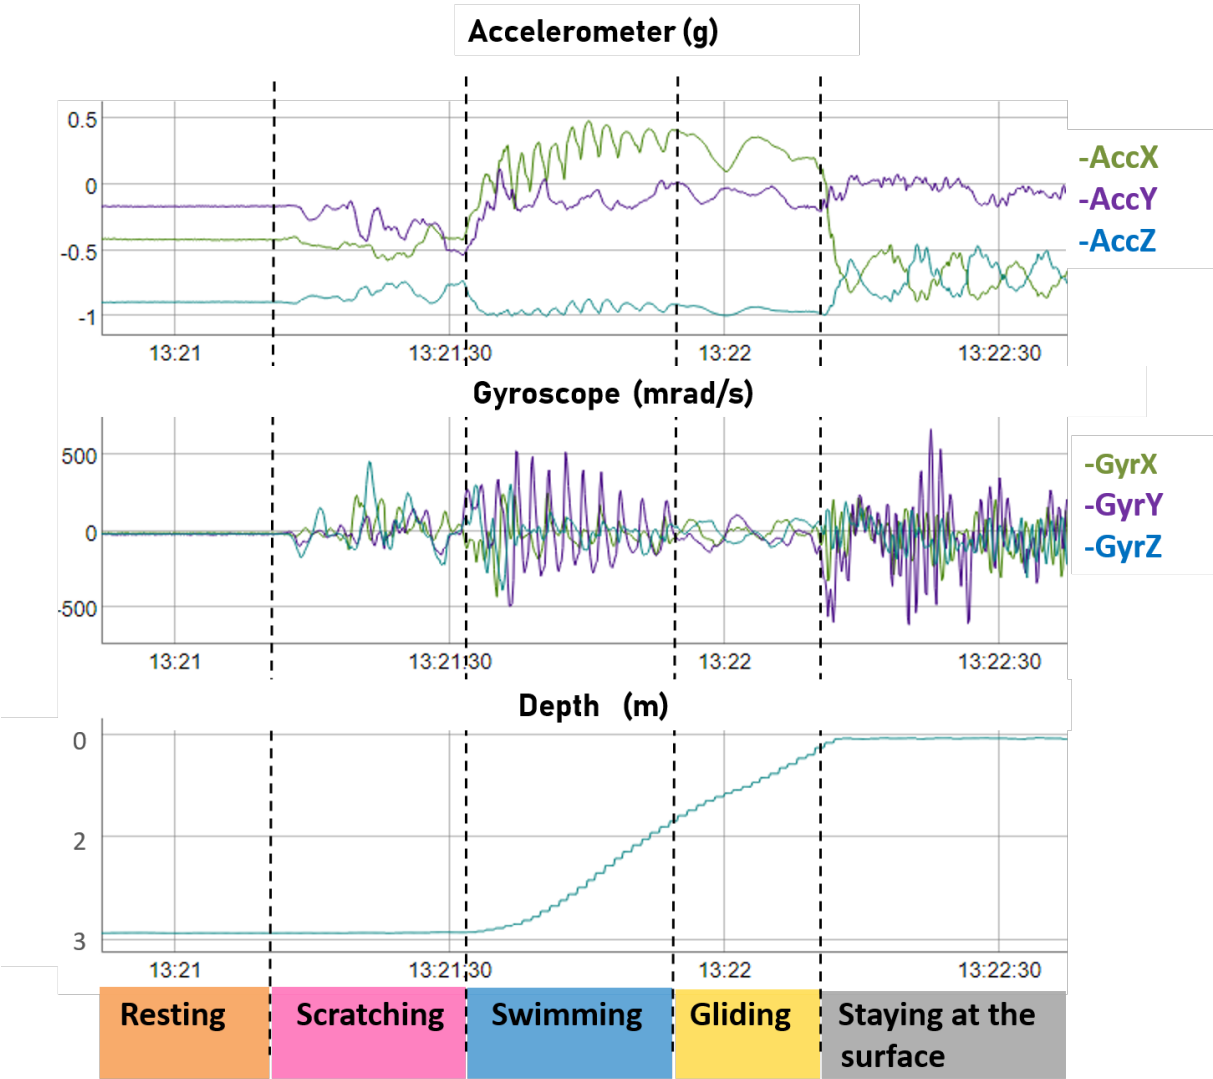 Accelerometer (g)
0.5
0
-0.5
-1
-AccX
-AccY
-AccZ
13:21 13:21:30 13:22 13:22:30
Gyroscope (mrad/s)
500
0
-500
-GyrX
-GyrY
-GyrZ
13:21 13:21:30 13:22 13:22:30
Depth (m)
0
2
3
13:21 13:21:30 13:22 13:22:30
Resting Scratching Swimming Gliding Staying at the
surface